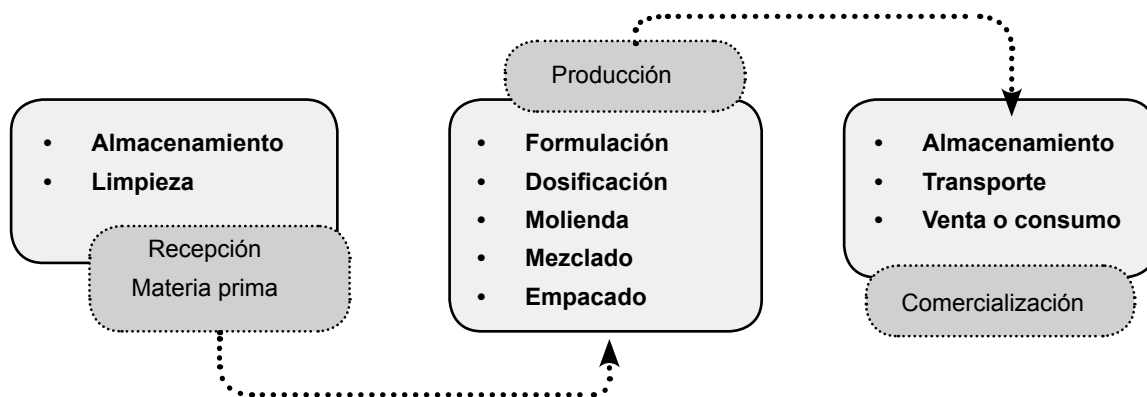 • Almacenamiento
• Limpieza
Recepción
Materia prima
Producción
• Formulación
• Dosificación
• Molienda
• Mezclado
• Empacado
• Almacenamiento
• Transporte
• Venta o consumo
Comercialización